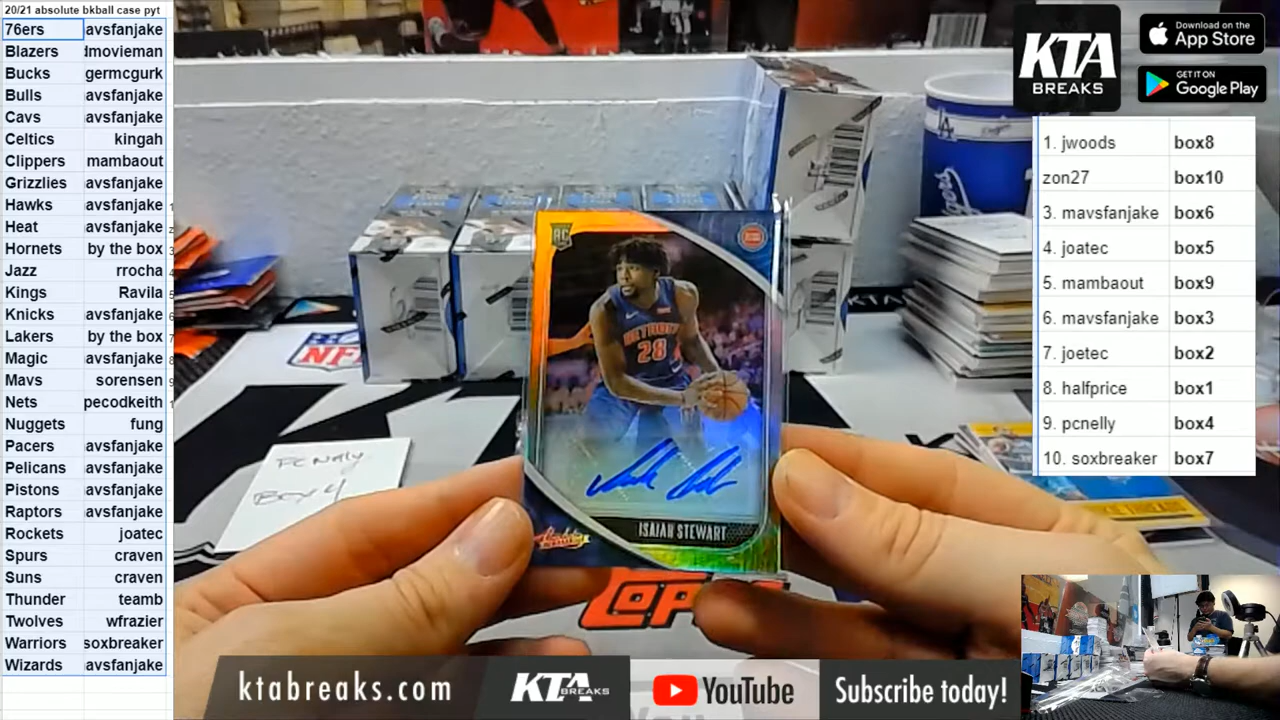 20/21 absolute bkball case pyt
76ers avsfanjake
Blazers dmovieman
Bucks germcgurk
Bulls avsfanjake
Cavs avsfanjake
Celtics kingah
Clippers mambaout
Grizzlies avsfanjake
Hawks avsfanjake
Heat avsfanjake
Hornets by the box
Jazz rrocha
Kings Ravila
Knicks avsfanjake
Lakers by the box
Magic avsfanjake
Mavs sorensen
Nets pecodkeith
Nuggets fung
Pacers avsfanjake
Pelicans avsfanjake
Pistons avsfanjake
Raptors avsfanjake
Rockets joatec
Spurs craven
Suns craven
Thunder teamb
Twolves wfrazier
Warriors soxbreaker
Wizards avsfanjake
KTA
BREAKS
Download on the
App Store
GET IT ON
Google Play
1. jwoods box8
zon27 box10
3. mavsfanjake box6
4. joatec box5
5. mambaout box9
6. mavsfanjake box3
7. joetec box2
8. halfprice box1
9. pcnelly box4
10. soxbreaker box7
LA
Dodgers
NFL
RC
DETROIT
28
ISAIAH STEWART
PC Nelly
Box 4
ktabreaks.com
KTA BREAKS
YouTube
Subscribe today!